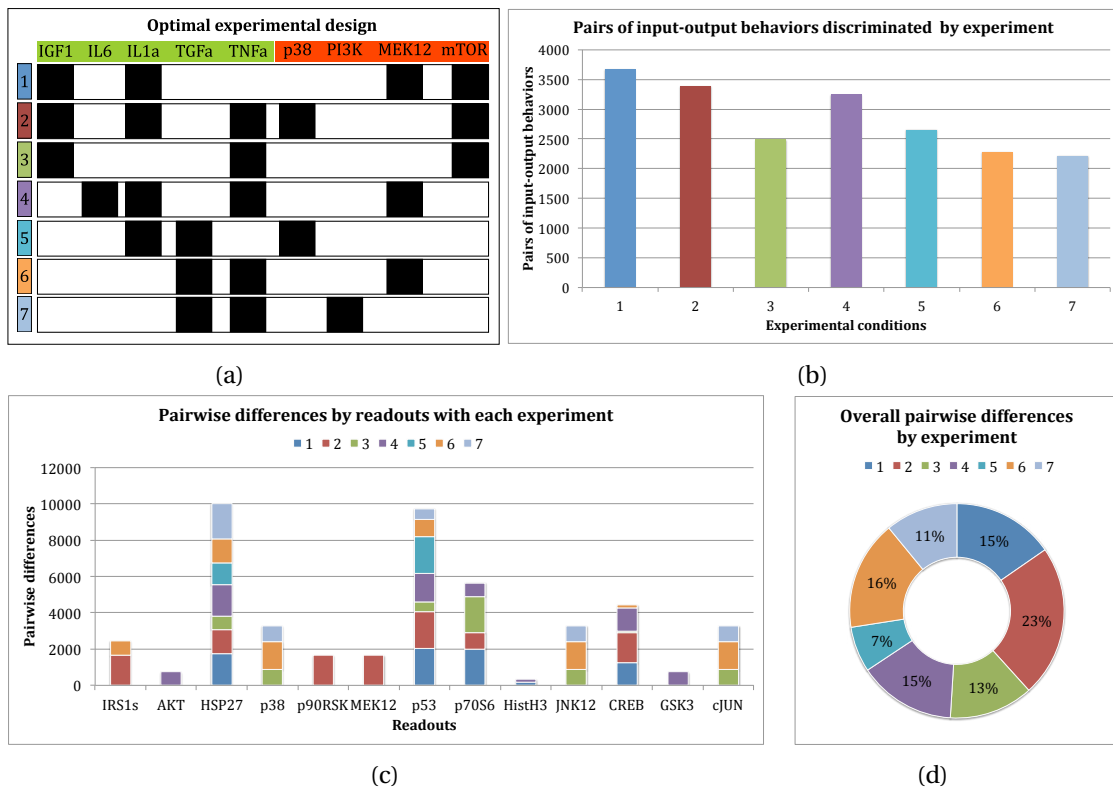 Optimal experimental design
IGF1 IL6 IL1a TGFa TNFa p38 PI3K MEK12 mTOR
1
2
3
4
5
6
7
(a)
Pairs of input-output behaviors discriminated by experiment
Pairs of input-output behaviors
4000
3500
3000
2500
2000
1500
1000
500
0
1 2 3 4 5 6 7
Experimental conditions
(b)
Pairwise differences by readouts with each experiment
1 2 3 4 5 6 7
Pairwise differences
12000
10000
8000
6000
4000
2000
0
IRS1s AKT HSP27 p38 p90RSK MEK12 p53 p70S6 HistH3 JNK12 CREB GSK3 cJUN
Readouts
(c)
Overall pairwise differences
by experiment
1 2 3 4 5 6 7
15%
23%
13%
15%
7%
16%
11%
(d)